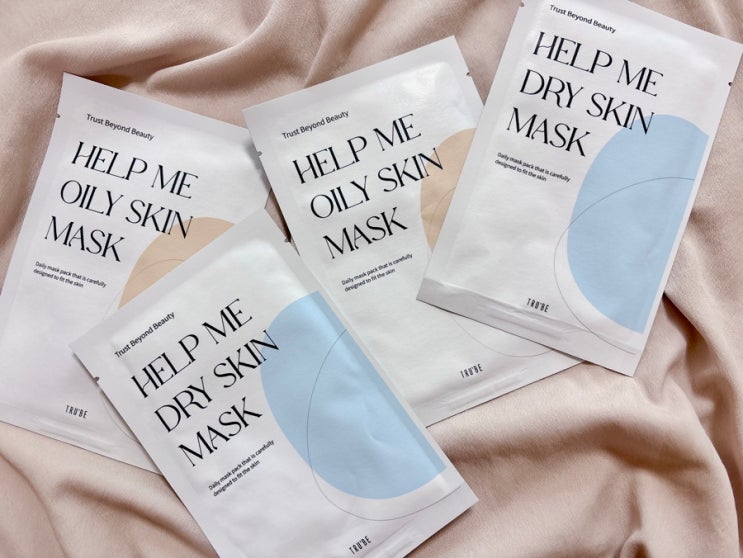 Trust Beyond Beauty
HELP ME
OILY SKIN
MASK
Daily mask pack that is carefully
designed to fit the skin
TRU'BE
Trust Beyond Beauty
HELP ME
OILY SKIN
MASK
Daily mask pack that is carefully
designed to fit the skin
TRU'BE
Trust Beyond Beauty
HELP ME
DRY SKIN
MASK
Daily mask pack that is carefully
designed to fit the skin
TRU'BE
Trust Beyond Beauty
HELP ME
DRY SKIN
MASK
Daily mask pack that is carefully
designed to fit the skin
TRU'BE